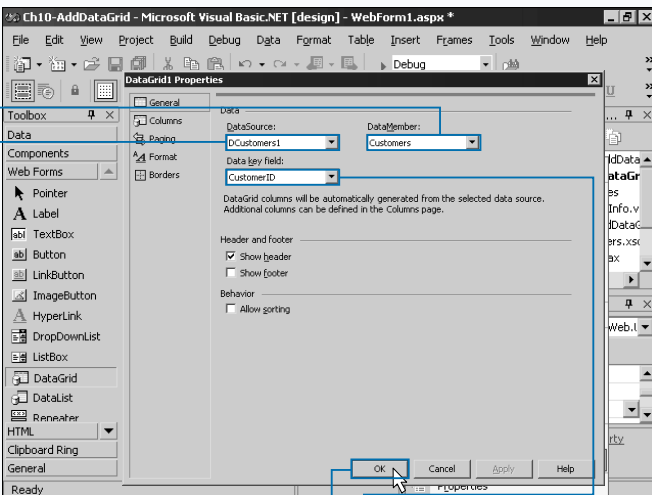 Ch10-AddDataGrid - Microsoft Visual Basic.NET [design] - WebForm1.aspx *
File Edit View Project Build Debug Data Format Table Insert Frames Tools Window Help
Debug
DataGrid1 Properties
Toolbox
Data
Components
Web Forms
Pointer
Label
TextBox
Button
LinkButton
ImageButton
HyperLink
DropDownList
ListBox
DataGrid
DataList
Repeater
HTML
Clipboard Ring
General
Ready
General
Columns
Paging
Format
Borders
Data
DataSource: DataMember:
DCustomers1 Customers
Data key field:
CustomerID
DataGrid columns will be automatically generated from the selected data source.
Additional columns can be defined in the Columns page.
Header and footer
Show header
Show footer
Behavior
Allow sorting
OK Cancel Apply Help
Properties